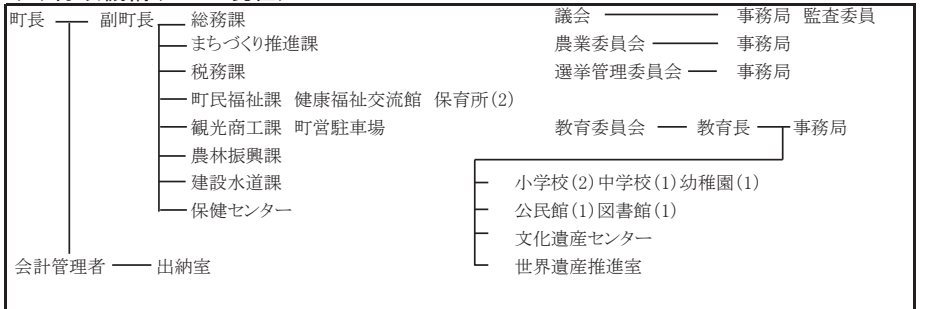 町長 副町長 総務課
まちづくり推進課
税務課
町民福祉課 健康福祉交流館 保育所(2)
観光商工課 町営駐車場
農林振興課
建設水道課
保健センター
会計管理者 出納室
議会 事務局 監査委員
農業委員会 事務局
選挙管理委員会 事務局
教育委員会 教育長 事務局
小学校(2)中学校(1)幼稚園(1)
公民館(1)図書館(1)
文化遺産センター
世界遺産推進室